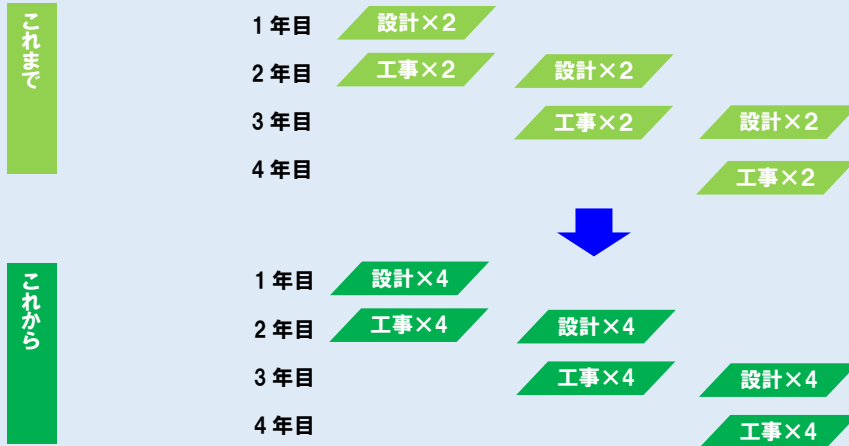 これまで
1年目 設計×2
2年目 工事×2 設計×2
3年目 工事×2 設計×2
4年目 工事×2
これから
1年目 設計×4
2年目 工事×4 設計×4
3年目 工事×4 設計×4
4年目 工事×4